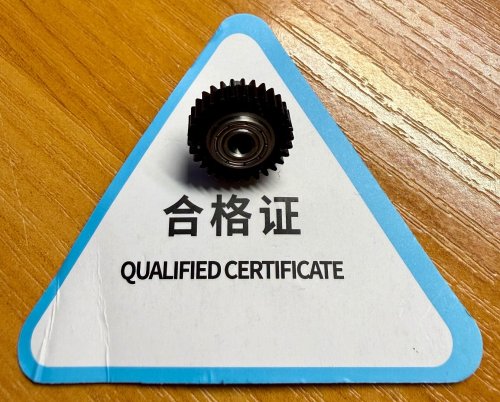 合格证
QUALIFIED CERTIFICATE